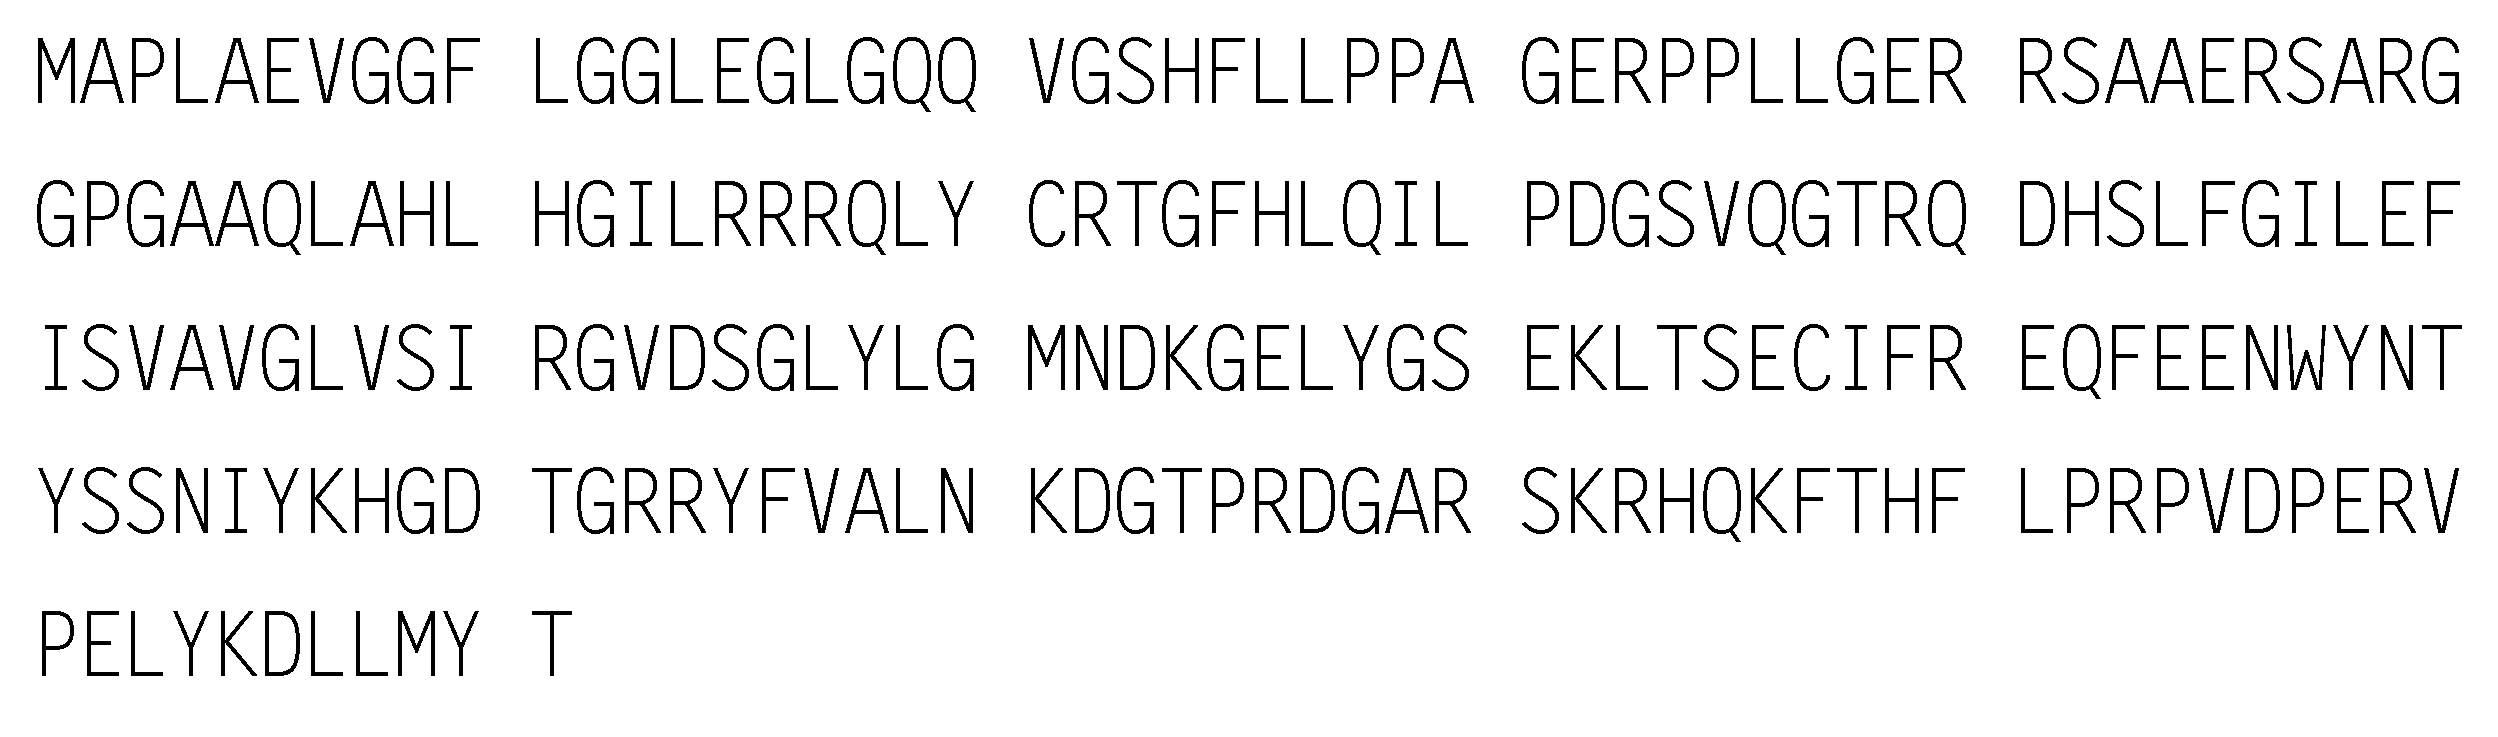 MAPLAEVGGF LGGLEGLGQQ VGSHFLLPPA GERPPLLGER RSAAERSARG
GPGAAQLAHL HGILRRRQLY CRTGFHLQIL PDGSVQGTRQ DHSLFGILEF
ISVAVGLVSI RGVDSGLYLG MNDKGELYGS EKLTSECIFR EQFEENWYNT
YSSNIYKHGD TGRRYFVALN KDGTPRDGAR SKRHQKFTHF LPRPVDPERV
PELYKDLLMY T